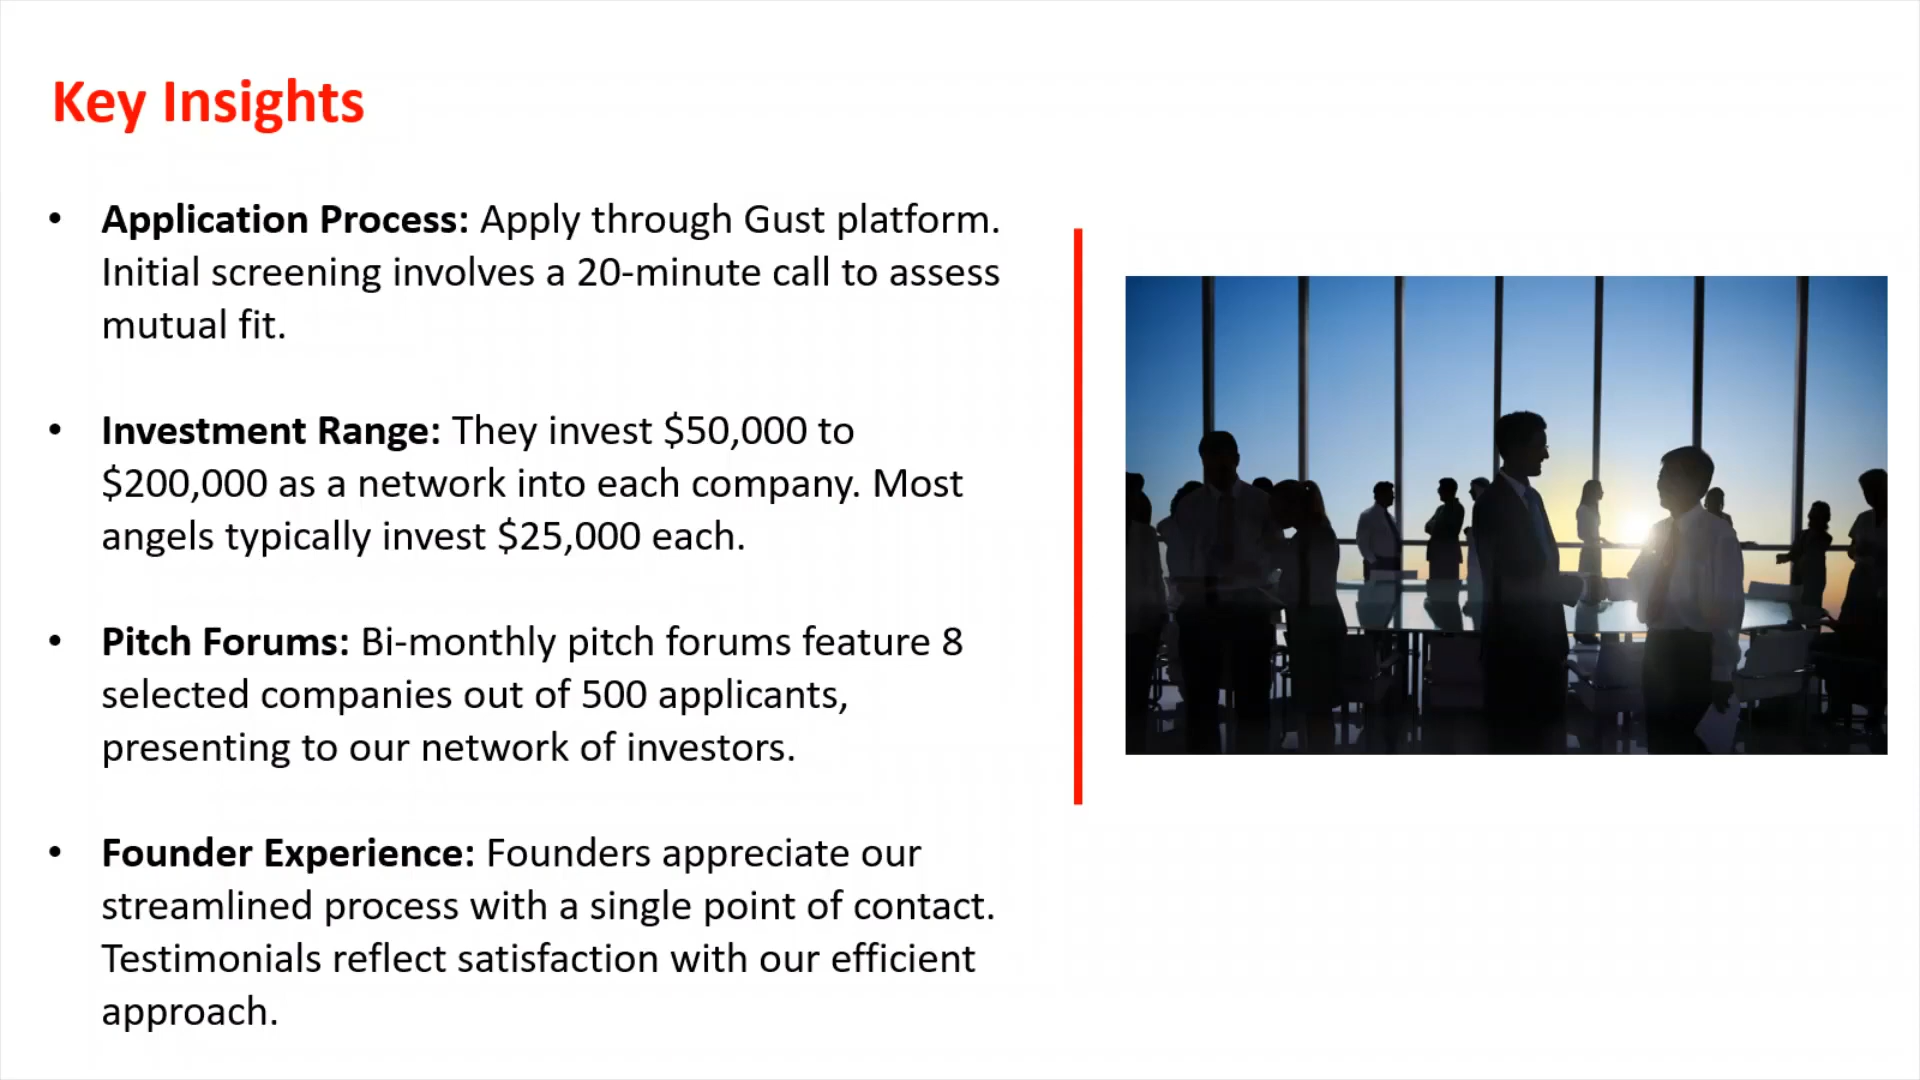 Key Insights
• Application Process: Apply through Gust platform.
Initial screening involves a 20-minute call to assess
mutual fit.
• Investment Range: They invest $50,000 to
$200,000 as a network into each company. Most
angels typically invest $25,000 each.
• Pitch Forums: Bi-monthly pitch forums feature 8
selected companies out of 500 applicants,
presenting to our network of investors.
• Founder Experience: Founders appreciate our
streamlined process with a single point of contact.
Testimonials reflect satisfaction with our efficient
approach.